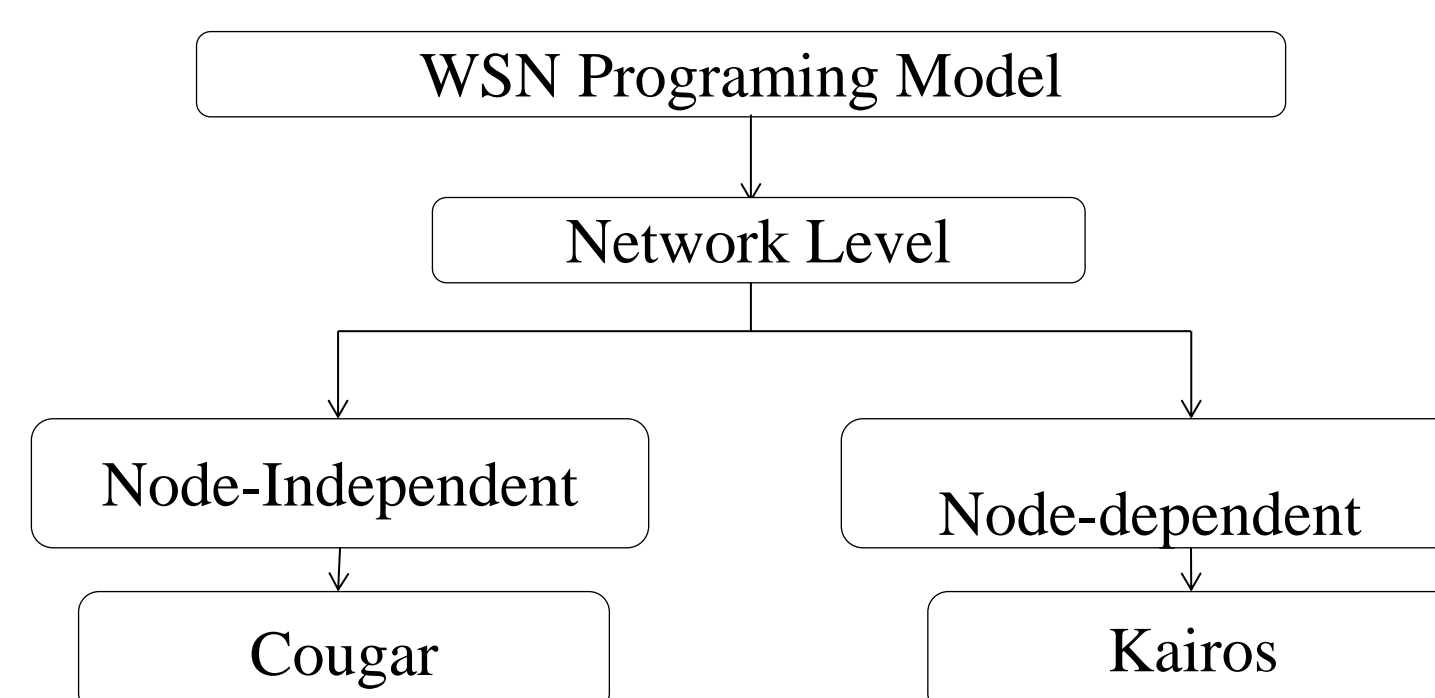 WSN Programing Model
Network Level
Node-Independent
Node-dependent
Cougar
Kairos